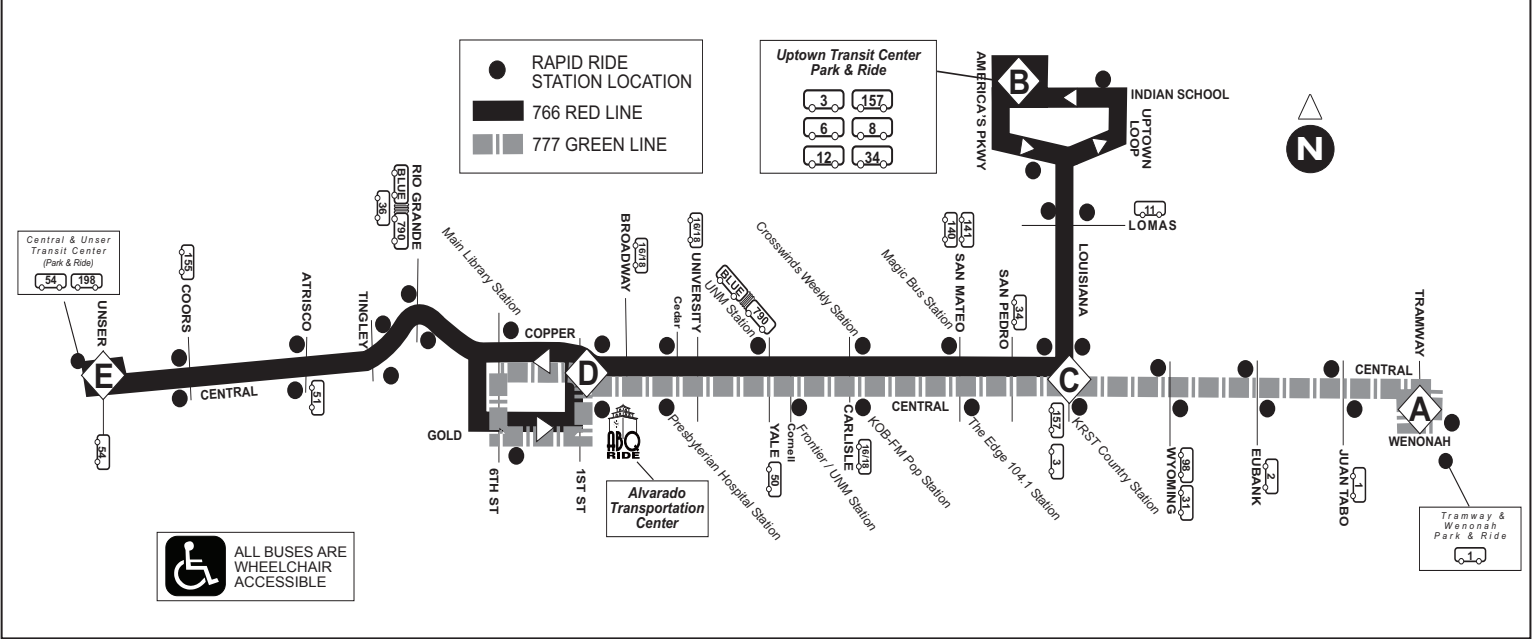 RAPID RIDE
STATION LOCATION
766 RED LINE
777 GREEN LINE
Uptown Transit Center
Park & Ride
3 157
6 8
12 34
AMERICA'S PKWY
B
INDIAN SCHOOL
UPTOWN
LOOP
N
11
LOMAS
LOUISIANA
Central & Unser
Transit Center
(Park & Ride)
54 198
UNSER
E
54
155
COORS
CENTRAL
ATRISCO
51
TINGLEY
36
BLUE
790
RIO GRANDE
Main Library Station
COPPER
GOLD
6TH ST
1ST ST
D
ABQ
RIDE
Alvarado
Transportation
Center
BROADWAY
16/18
Cedar
16/18
UNIVERSITY
Presbyterian Hospital Station
BLUE
790
UNM Station
YALE
50
Cornell
Frontier / UNM Station
Crosswinds Weekly Station
CARLISLE
16/18
KOB-FM Pop Station
CENTRAL
Magic Bus Station
140
141
SAN MATEO
The Edge 104.1 Station
SAN PEDRO
34
C
157
3
KRST Country Station
WYOMING
98
31
EUBANK
2
JUAN TABO
1
CENTRAL
TRAMWAY
A
WENONAH
Tramway &
Wenonah
Park & Ride
1
ALL BUSES ARE
WHEELCHAIR
ACCESSIBLE